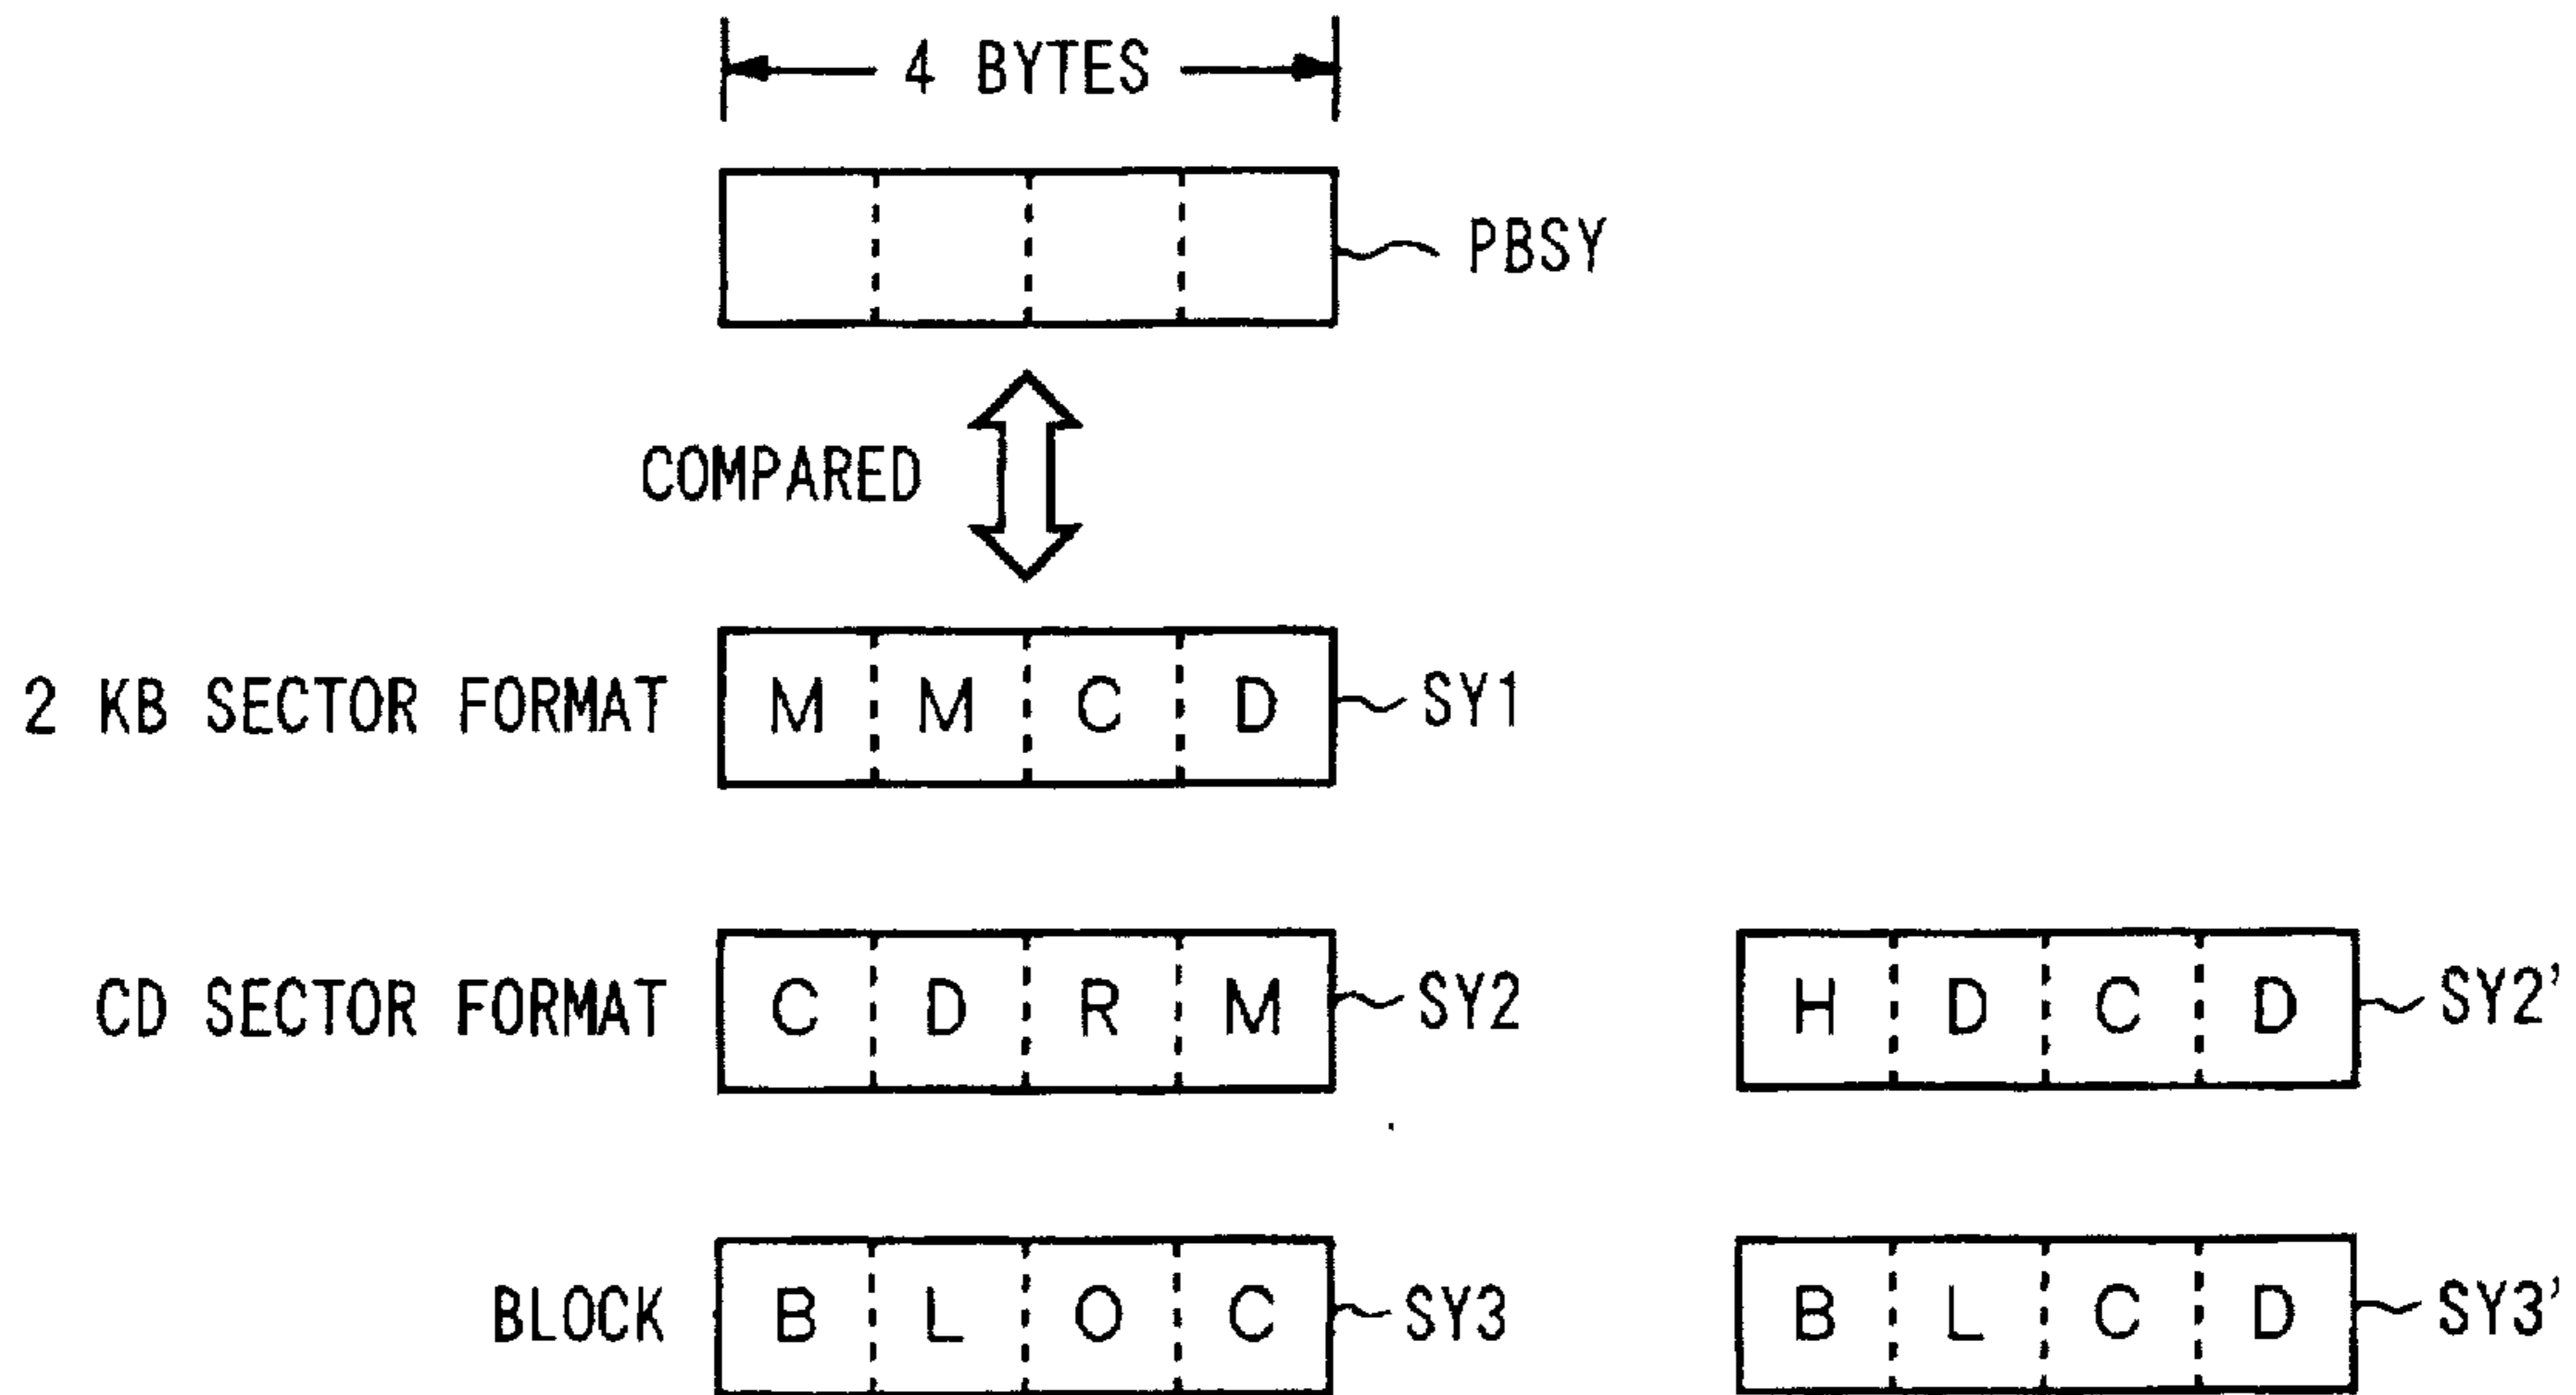 4 BYTES
PBSY
COMPARED
2 KB SECTOR FORMAT M M C D SY1
CD SECTOR FORMAT C D R M SY2 H D C D SY2'
BLOCK B L O C SY3 B L C D SY3'